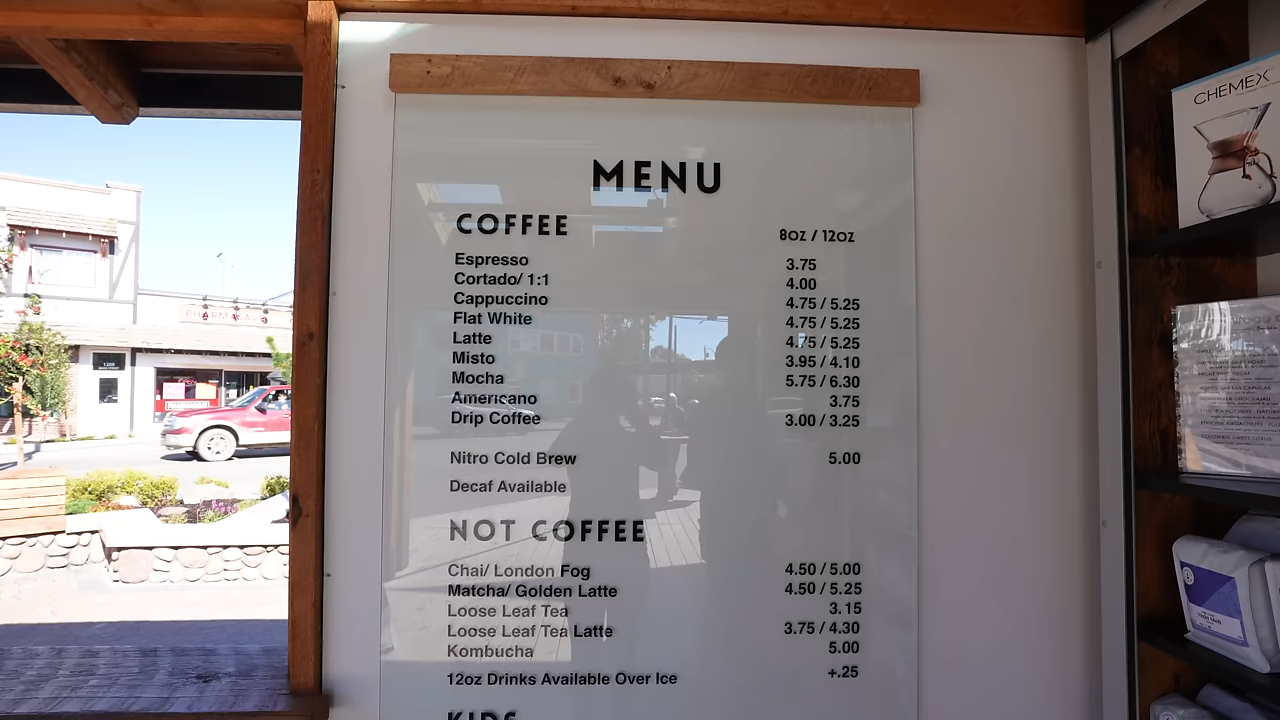 MENU
COFFEE 8OZ / 12OZ
Espresso 3.75
Cortado/ 1:1 4.00
Cappuccino 4.75 / 5.25
Flat White 4.75 / 5.25
Latte 4.75 / 5.25
Misto 3.95 / 4.10
Mocha 5.75 / 6.30
Americano 3.75
Drip Coffee 3.00 / 3.25
Nitro Cold Brew 5.00
Decaf Available
NOT COFFEE
Chai/ London Fog 4.50 / 5.00
Matcha/ Golden Latte 4.50 / 5.25
Loose Leaf Tea 3.15
Loose Leaf Tea Latte 3.75 / 4.30
Kombucha 5.00
12oz Drinks Available Over Ice +.25
KIDS
CHEMEX
PHARMASAVE